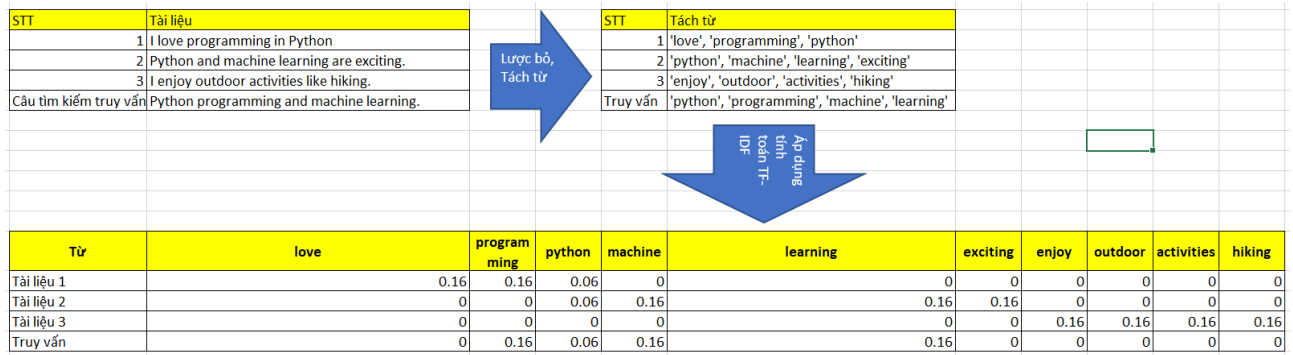 STT Tài liệu
1 I love programming in Python
2 Python and machine learning are exciting.
3 I enjoy outdoor activities like hiking.
Câu tìm kiếm truy vấn Python programming and machine learning.
Lược bỏ,
Tách từ
STT Tách từ
1 'love', 'programming', 'python'
2 'python', 'machine', 'learning', 'exciting'
3 'enjoy', 'outdoor', 'activities', 'hiking'
Truy vấn 'python', 'programming', 'machine', 'learning'
Áp dụng
tính
toán TF-
IDF
Từ love program
ming python machine learning exciting enjoy outdoor activities hiking
Tài liệu 1 0.16 0.16 0.06 0 0 0 0 0 0 0
Tài liệu 2 0 0 0.06 0.16 0.16 0.16 0 0 0 0
Tài liệu 3 0 0 0 0 0 0 0.16 0.16 0.16 0.16
Truy vấn 0 0.16 0.06 0.16 0.16 0 0 0 0 0